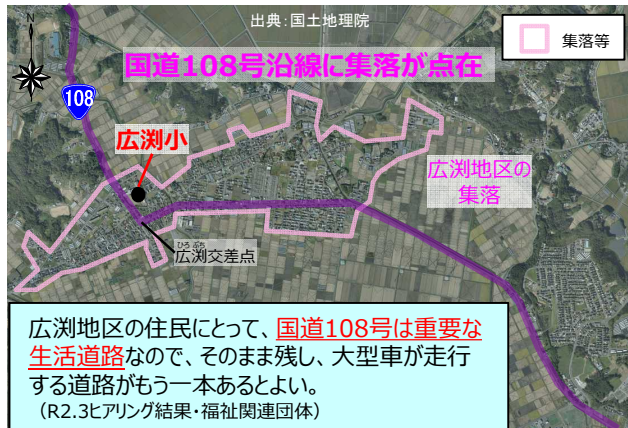 出典：国土地理院
N
集落等
国道108号沿線に集落が点在
108
広渕小
広渕地区の
集落
ひろぶち
広渕交差点
広渕地区の住民にとって、国道108号は重要な
生活道路なので、そのまま残し、大型車が走行
する道路がもう一本あるとよい。
（R2.3ヒアリング結果・福祉関連団体）